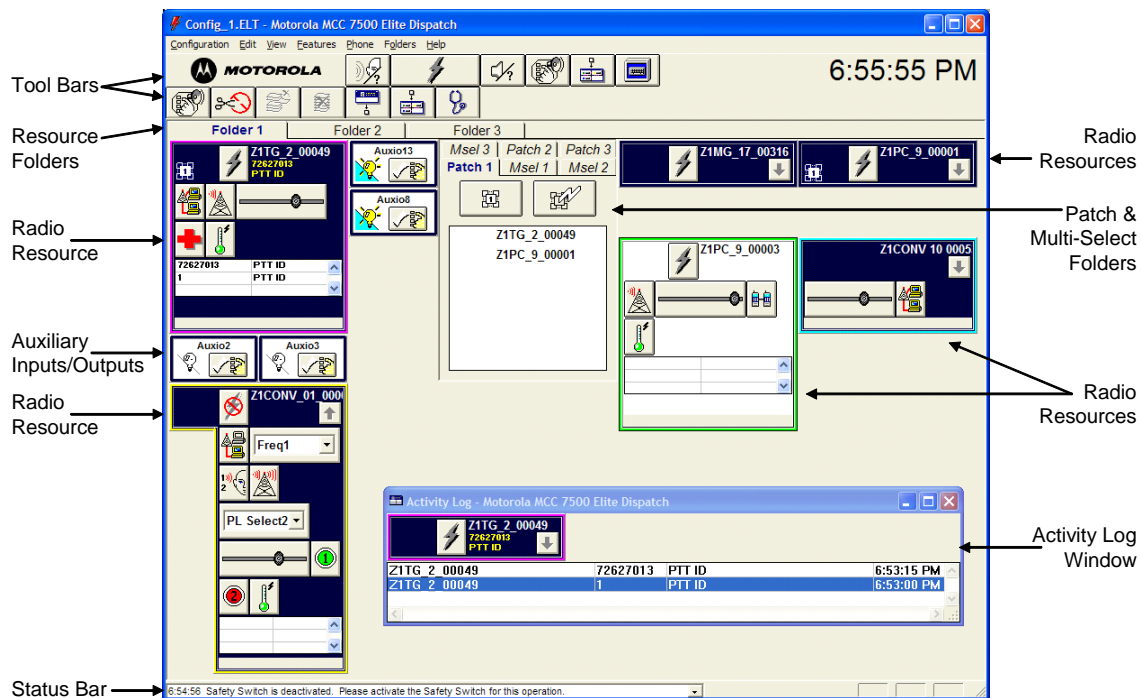 Config_1.ELT - Motorola MCC 7500 Elite Dispatch
Configuration Edit View Features Phone Folders Help
MOTOROLA
6:55:55 PM
Tool Bars
Resource
Folders
Folder 1
Folder 2
Folder 3
Radio
Resource
Z1TG_2_00049
72627013
PTT ID
72627013 PTT ID
1 PTT ID
Auxio13
Auxio8
Msel 3 Patch 2 Patch 3
Patch 1 Msel 1 Msel 2
Z1TG_2_00049
Z1PC_9_00001
Z1MG_17_00316
Z1PC_9_00001
Radio
Resources
Patch &
Multi-Select
Folders
Z1PC_9_00003
Z1CONV 10 0005
Radio
Resources
Auxiliary
Inputs/Outputs
Auxio2
Auxio3
Radio
Resource
Z1CONV_01_000
Freq1
1
2
PL Select2
1
2
Activity Log - Motorola MCC 7500 Elite Dispatch
Z1TG_2_00049
72627013
PTT ID
Z1TG_2_00049 72627013 PTT ID 6:53:15 PM
Z1TG_2_00049 1 PTT ID 6:53:00 PM
Activity Log
Window
Status Bar
6:54:56 Safety Switch is deactivated. Please activate the Safety Switch for this operation.